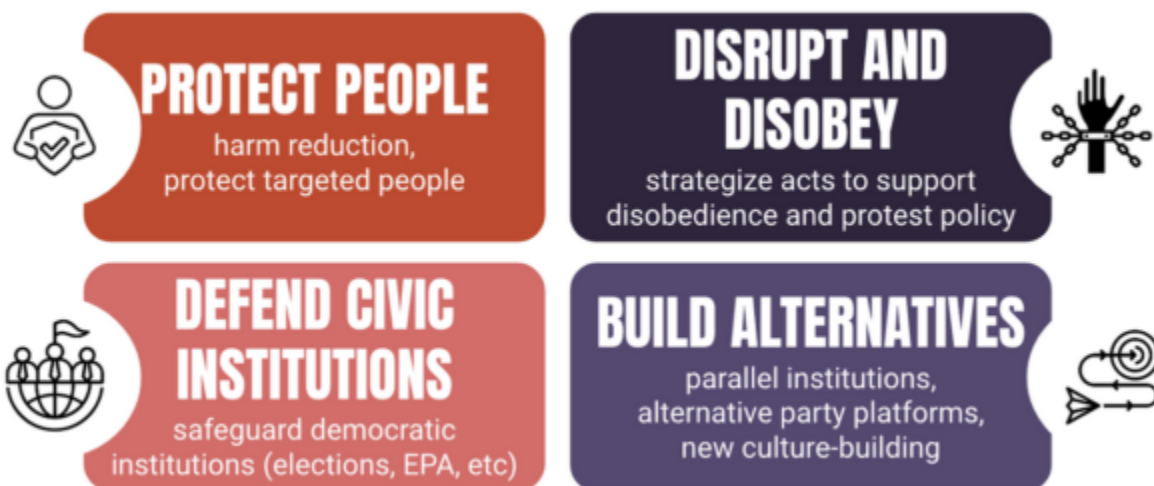 PROTECT PEOPLE
harm reduction,
protect targeted people
DISRUPT AND
DISOBEY
strategize acts to support
disobedience and protest policy
DEFEND CIVIC
INSTITUTIONS
safeguard democratic
institutions (elections, EPA, etc)
BUILD ALTERNATIVES
parallel institutions,
alternative party platforms,
new culture-building